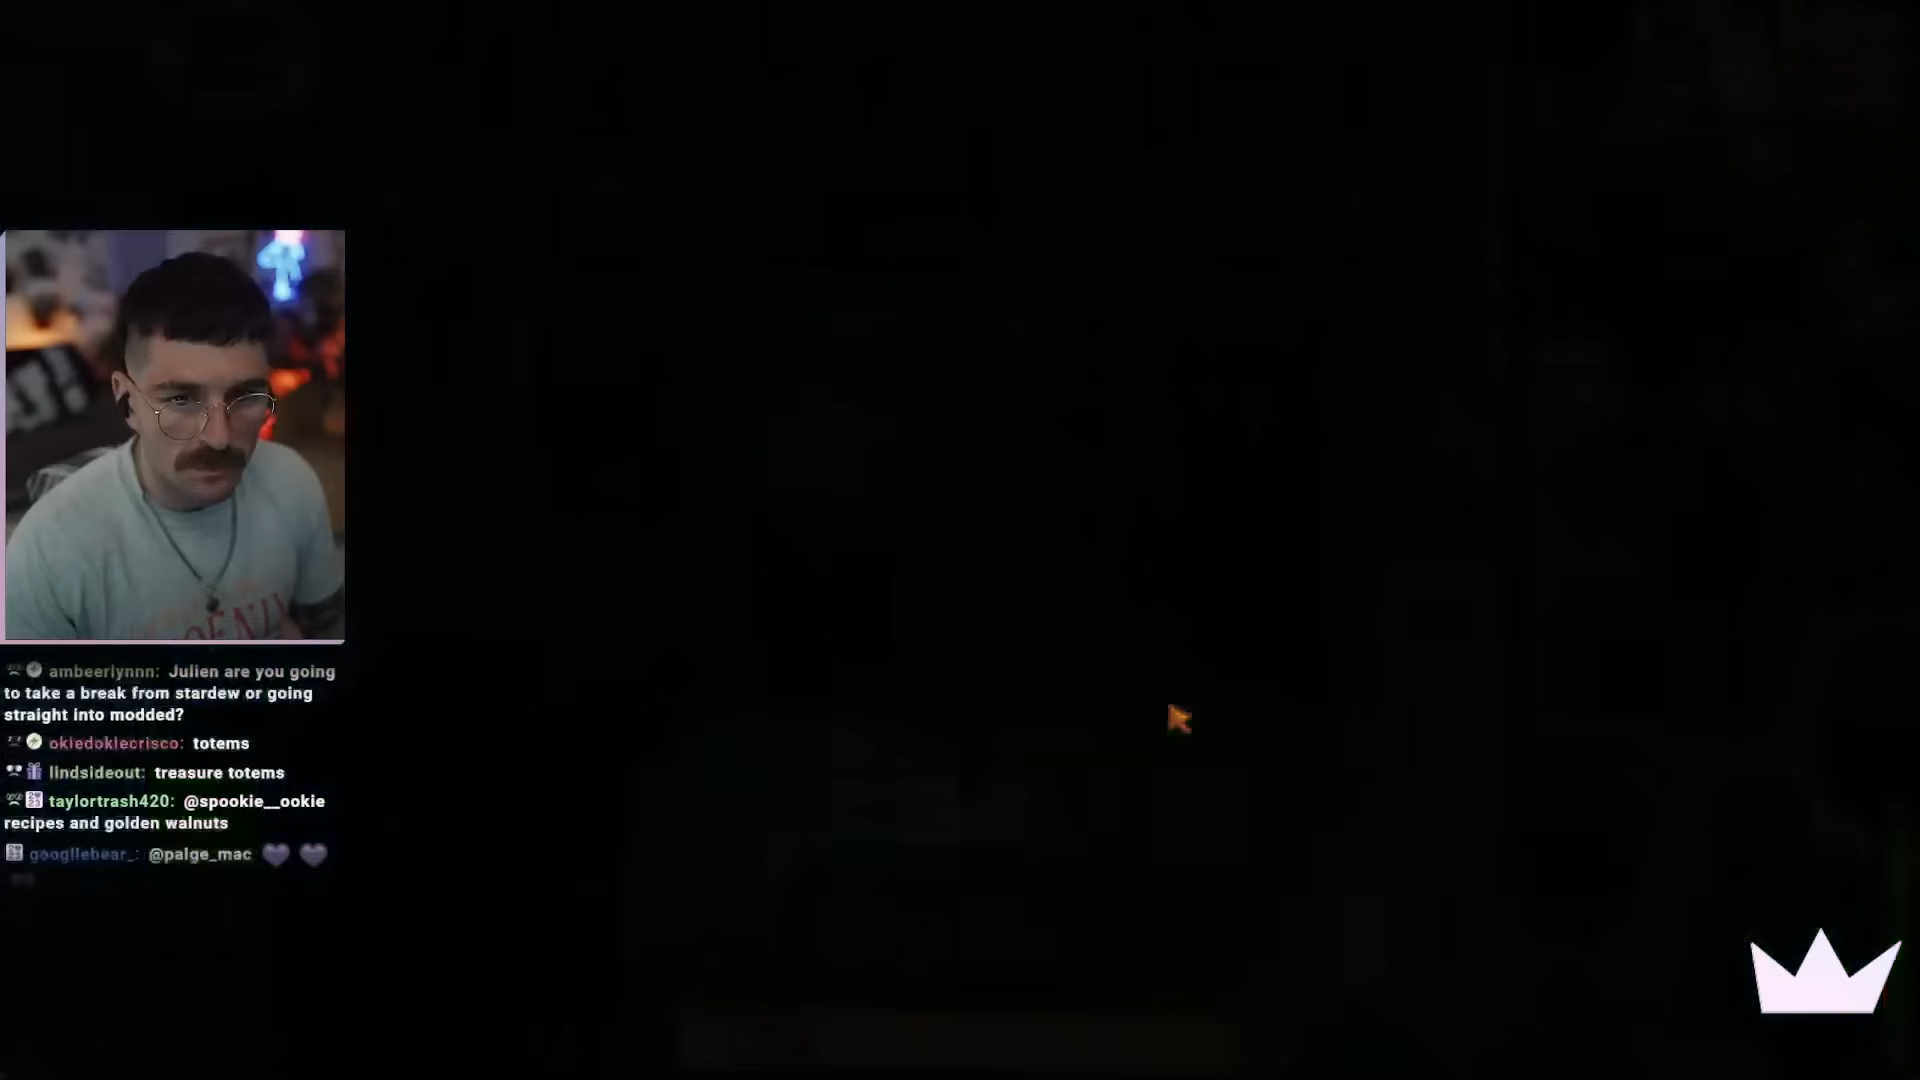 ambeerlynnn: Julien are you going
to take a break from stardew or going
straight into modded?
okiedokiecrisco: totems
lindsideout: treasure totems
taylortrash420: @spookie__ookie
recipes and golden walnuts
googliebear_: @paige_mac